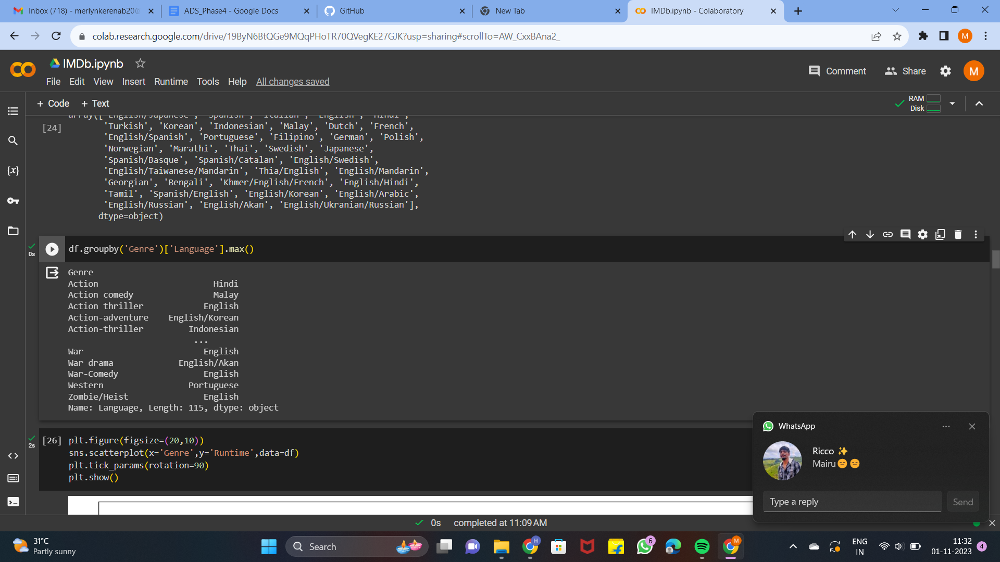 Inbox (718) - merlynkerenab20@
ADS_Phase4 - Google Docs
GitHub
New Tab
IMDb.ipynb - Colaboratory
colab.research.google.com/drive/19ByN6BtQGe9MQqPHoTR70QVegKE27GJK?usp=sharing#scrollTo=AW_CxxBAna2_
M
IMDb.ipynb
Comment
Share
M
File Edit View Insert Runtime Tools Help All changes saved
+ Code + Text
RAM
Disk
array(['English/Japanese', 'Spanish', 'Italian', 'English', 'Hindi',
[24]
'Turkish', 'Korean', 'Indonesian', 'Malay', 'Dutch', 'French',
'English/Spanish', 'Portuguese', 'Filipino', 'German', 'Polish',
'Norwegian', 'Marathi', 'Thai', 'Swedish', 'Japanese',
'Spanish/Basque', 'Spanish/Catalan', 'English/Swedish',
'English/Taiwanese/Mandarin', 'Thia/English', 'English/Mandarin',
'Georgian', 'Bengali', 'Khmer/English/French', 'English/Hindi',
'Tamil', 'Spanish/English', 'English/Korean', 'English/Arabic',
'English/Russian', 'English/Akan', 'English/Ukranian/Russian'],
dtype=object)
0s
df.groupby('Genre')['Language'].max()
Genre
Action Hindi
Action comedy Malay
Action thriller English
Action-adventure English/Korean
Action-thriller Indonesian
...
War English
War drama English/Akan
War-Comedy English
Western Portuguese
Zombie/Heist English
Name: Language, Length: 115, dtype: object
2s
[26] plt.figure(figsize=(20,10))
sns.scatterplot(x='Genre',y='Runtime',data=df)
plt.tick_params(rotation=90)
plt.show()
WhatsApp
Ricco ✨
Mairu😑😑
Type a reply
Send
0s completed at 11:09 AM
31°C
Partly sunny
Search
H
6
M
ENG
IN
11:32
01-11-2023
4